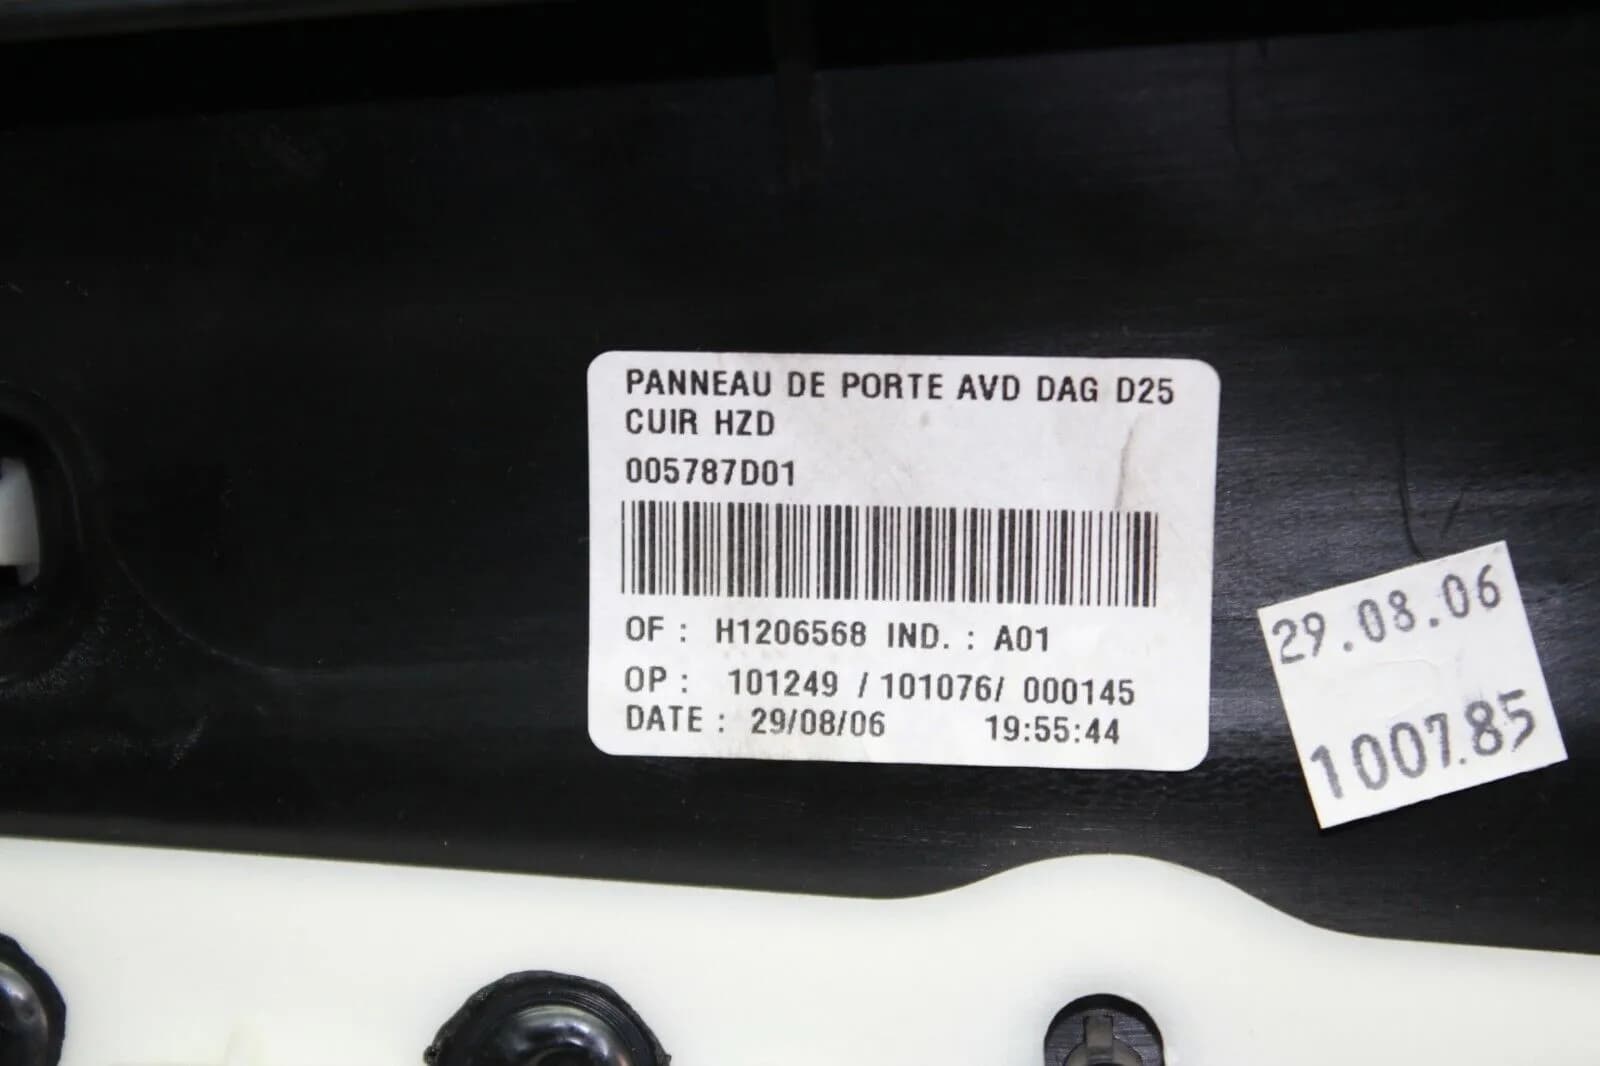 PANNEAU DE PORTE AVD DAG D25
CUIR HZD
005787D01
OF : H1206568 IND. : A01
OP : 101249 / 101076/ 000145
DATE : 29/08/06 19:55:44
29.08.06
1007.85